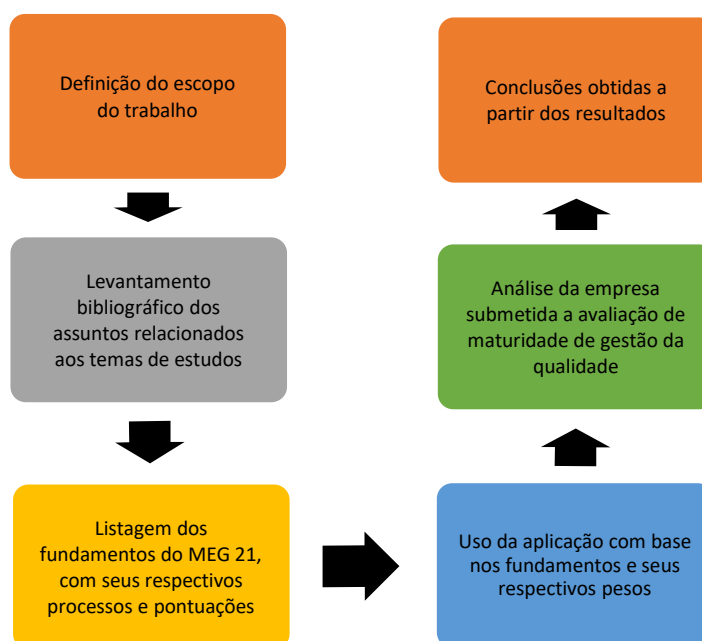 Definição do escopo
do trabalho
Levantamento
bibliográfico dos
assuntos relacionados
aos temas de estudos
Listagem dos
fundamentos do MEG 21,
com seus respectivos
processos e pontuações
Uso da aplicação com base
nos fundamentos e seus
respectivos pesos
Análise da empresa
submetida a avaliação de
maturidade de gestão da
qualidade
Conclusões obtidas a
partir dos resultados